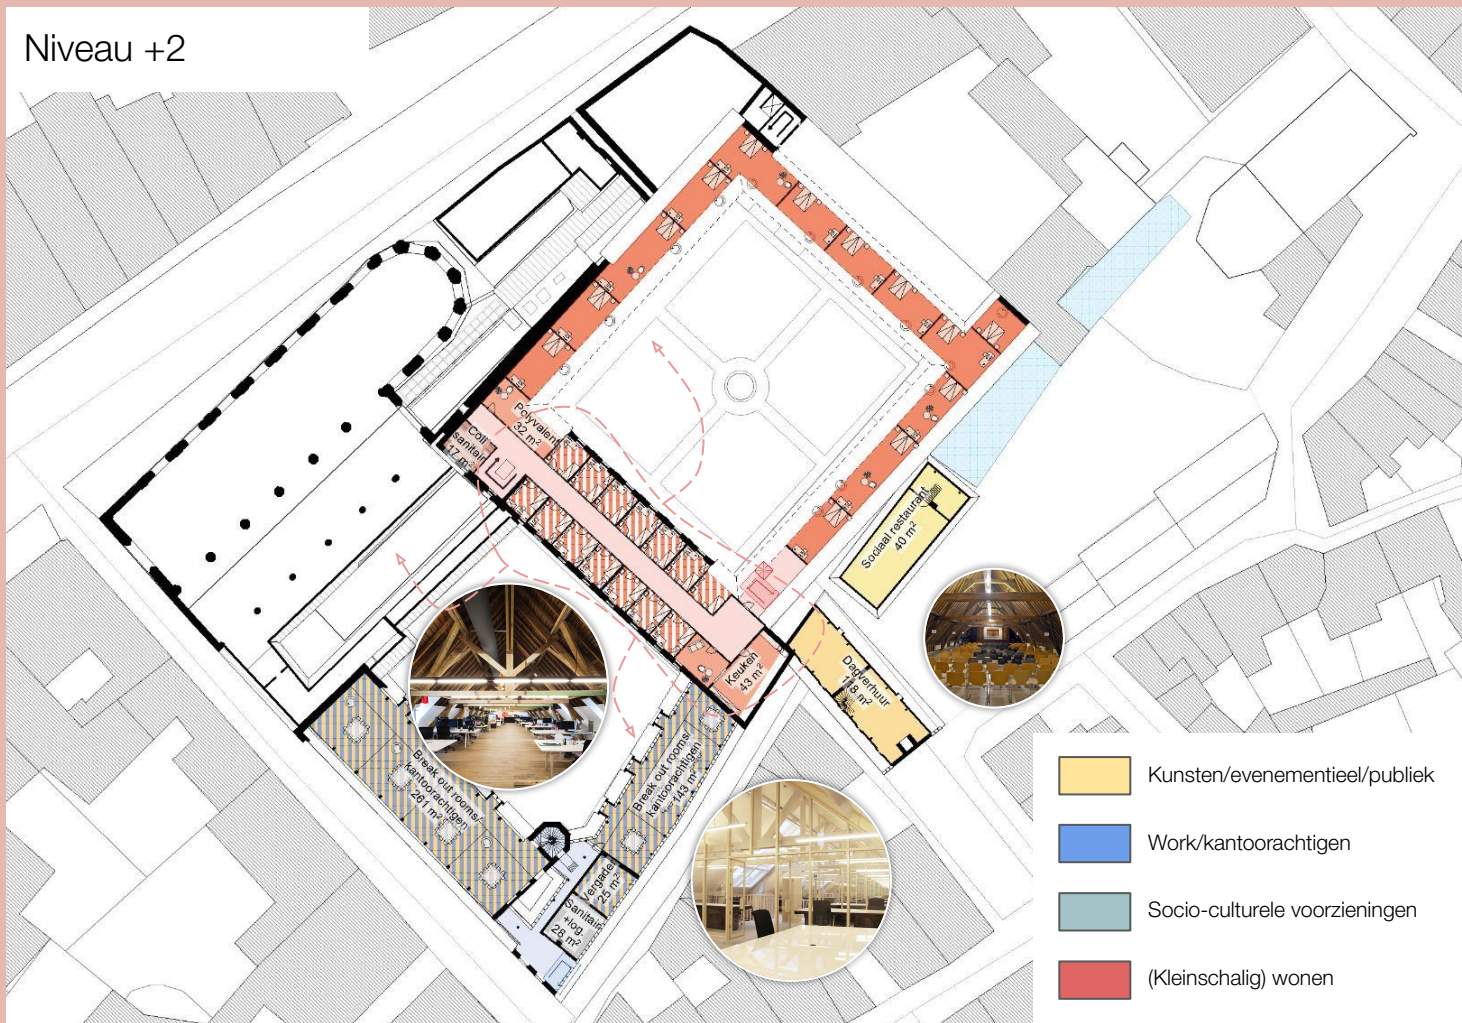 Niveau +2
Polyvalent
32 m²
Coll
sanitair
17 m²
Sociaal restaurant
40 m²
Keuken
43 m²
Dagverhuur
118 m²
Break out rooms/
kantoorachtigen
261 m²
Break out rooms/
kantoorachtigen
143 m²
Vergader
25 m²
Sanitair
+log.
28 m²
Kunsten/evenementieel/publiek
Work/kantoorachtigen
Socio-culturele voorzieningen
(Kleinschalig) wonen